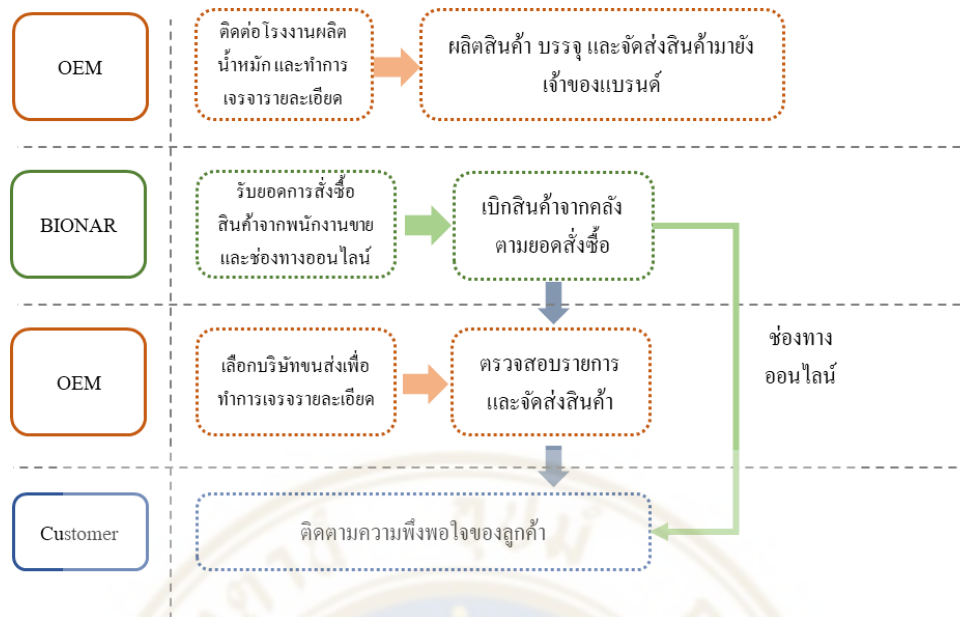 OEM
ติดต่อโรงงานผลิต
น้ำหมัก และทำการ
เจรจารายละเอียด
ผลิตสินค้า บรรจุ และจัดส่งสินค้ามายัง
เจ้าของแบรนด์
BIONAR
รับยอดการสั่งซื้อ
สินค้าจากพนักงานขาย
และช่องทางออนไลน์
เบิกสินค้าจากคลัง
ตามยอดสั่งซื้อ
OEM
เลือกบริษัทขนส่งเพื่อ
ทำการเจรจรายละเอียด
ตรวจสอบรายการ
และจัดส่งสินค้า
ช่องทาง
ออนไลน์
Customer
ติดตามความพึงพอใจของลูกค้า